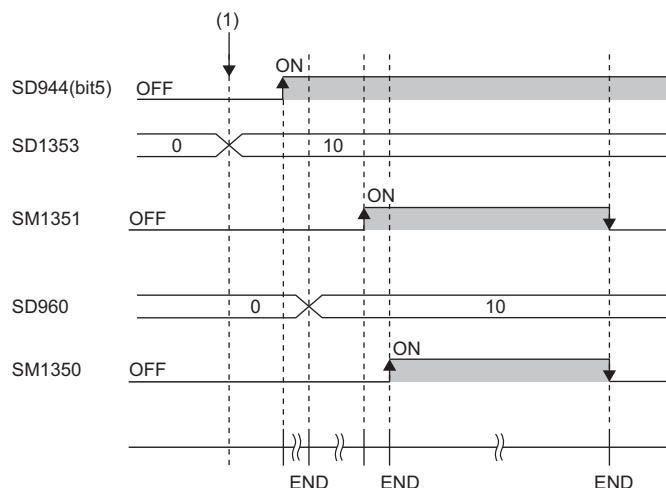 (1)
ON
SD944(bit5) OFF
SD1353 0 10
ON
SM1351 OFF
SD960 0 10
ON
SM1350 OFF
END END END